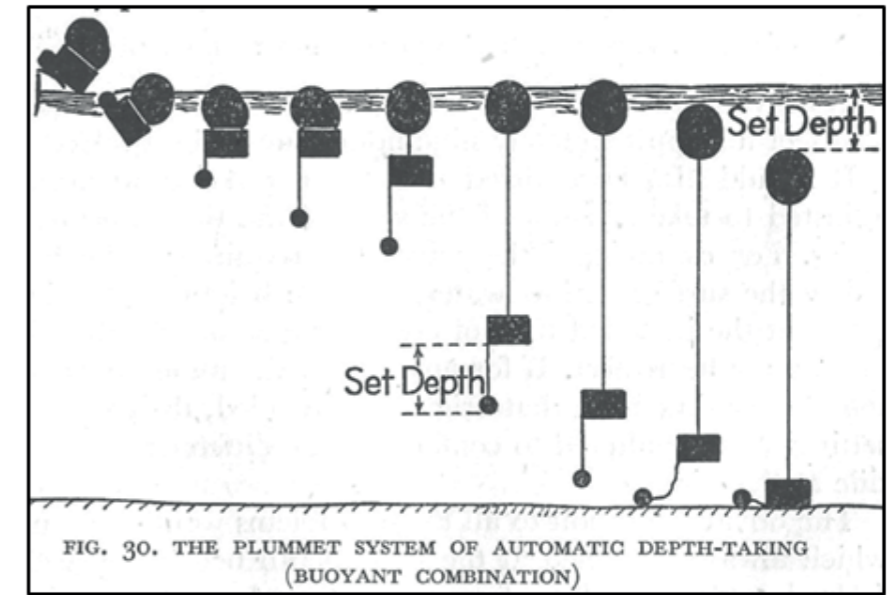 Set Depth
Set Depth
FIG. 30. THE PLUMMET SYSTEM OF AUTOMATIC DEPTH-TAKING
(BUOYANT COMBINATION)